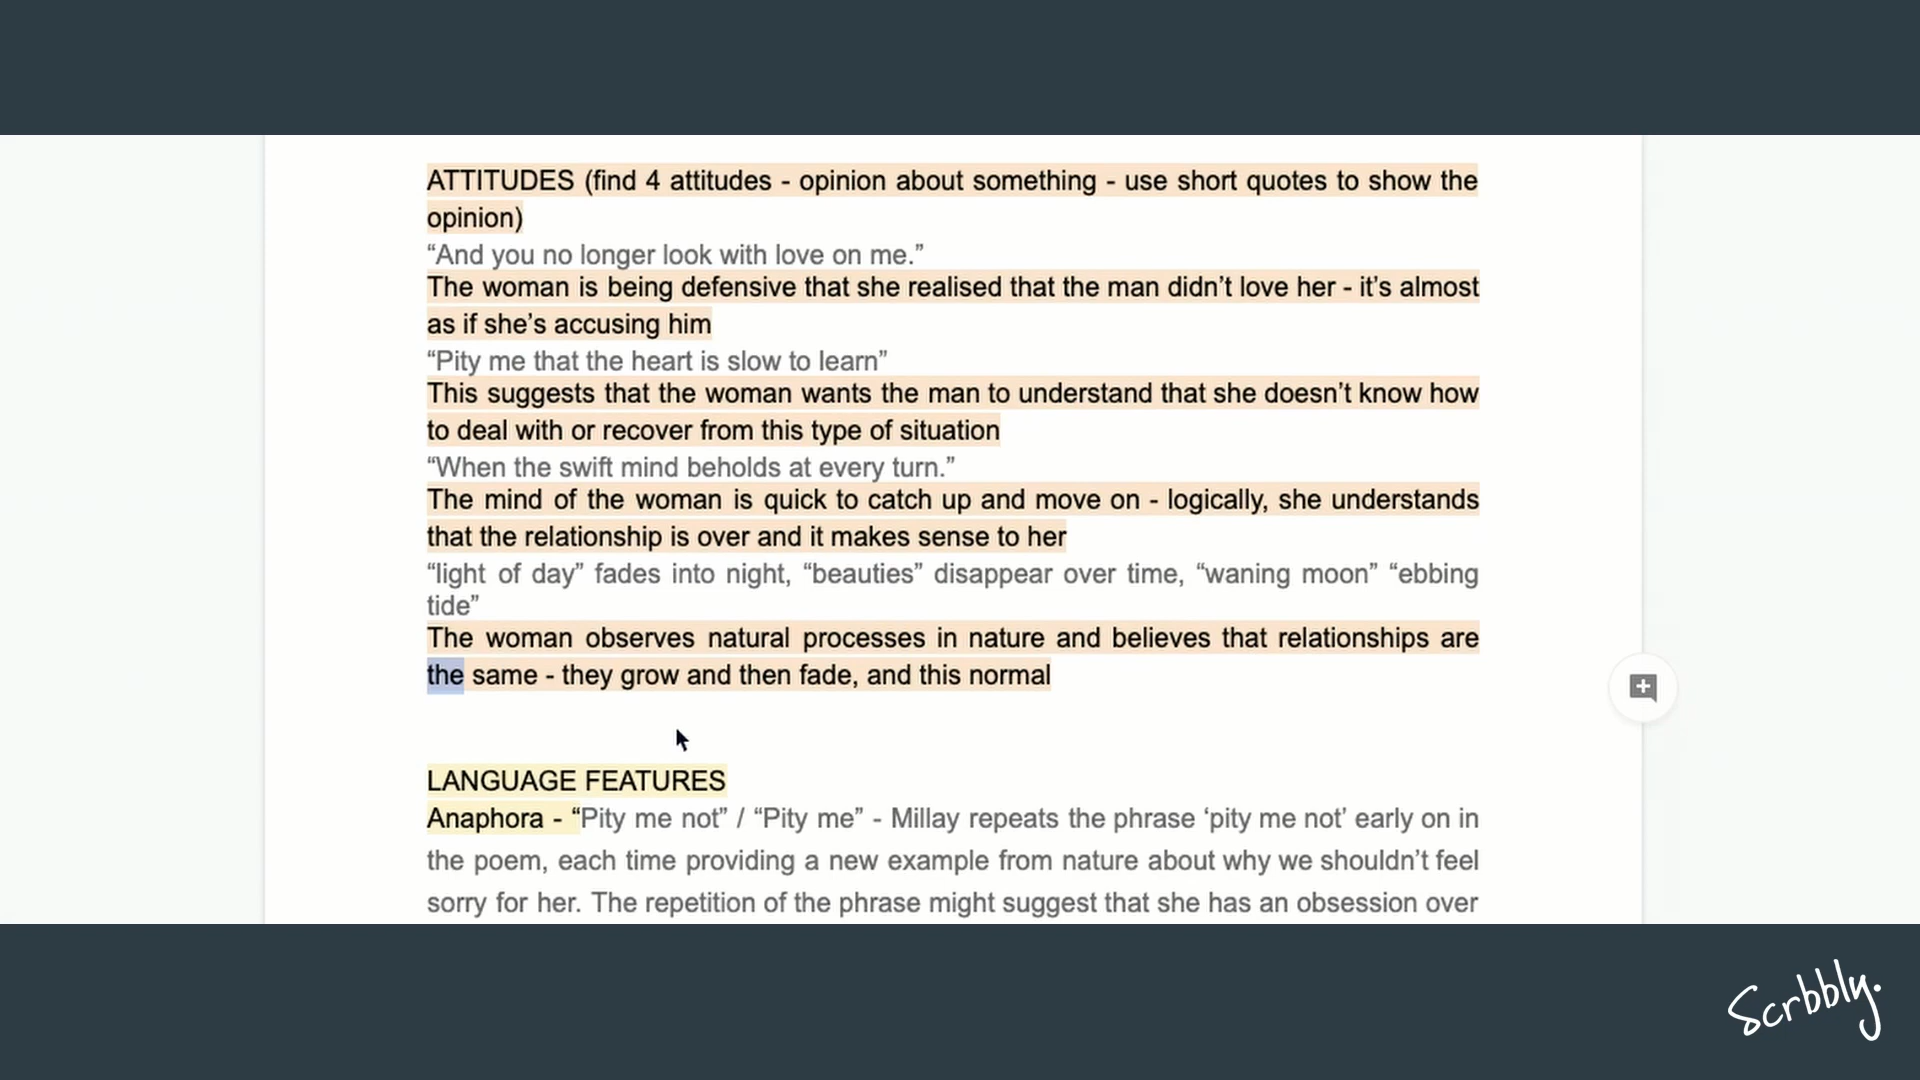 ATTITUDES (find 4 attitudes - opinion about something - use short quotes to show the
opinion)
“And you no longer look with love on me.”
The woman is being defensive that she realised that the man didn’t love her - it’s almost
as if she’s accusing him
“Pity me that the heart is slow to learn”
This suggests that the woman wants the man to understand that she doesn’t know how
to deal with or recover from this type of situation
“When the swift mind beholds at every turn.”
The mind of the woman is quick to catch up and move on - logically, she understands
that the relationship is over and it makes sense to her
“light of day” fades into night, “beauties” disappear over time, “waning moon” “ebbing
tide”
The woman observes natural processes in nature and believes that relationships are
the same - they grow and then fade, and this normal
LANGUAGE FEATURES
Anaphora - “Pity me not” / “Pity me” - Millay repeats the phrase ‘pity me not’ early on in
the poem, each time providing a new example from nature about why we shouldn’t feel
sorry for her. The repetition of the phrase might suggest that she has an obsession over
Scrbbly.